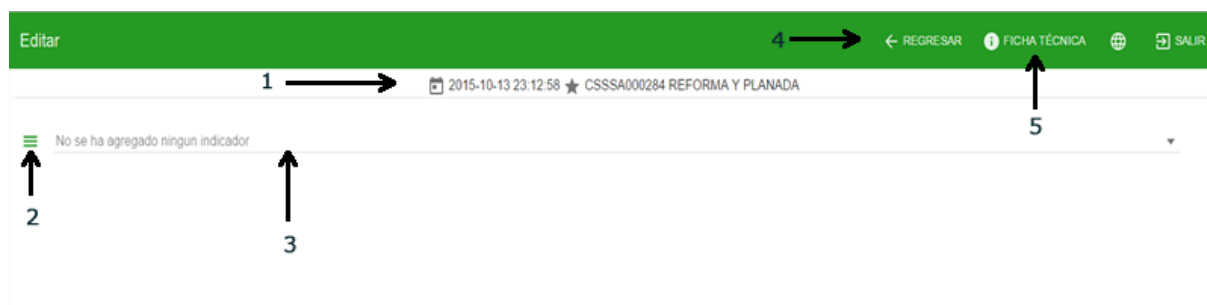 Editar
4
REGRESAR
FICHA TÉCNICA
SALIR
1
2015-10-13 23:12:58 CSSSA000284 REFORMA Y PLANADA
5
No se ha agregado ningun indicador
2
3